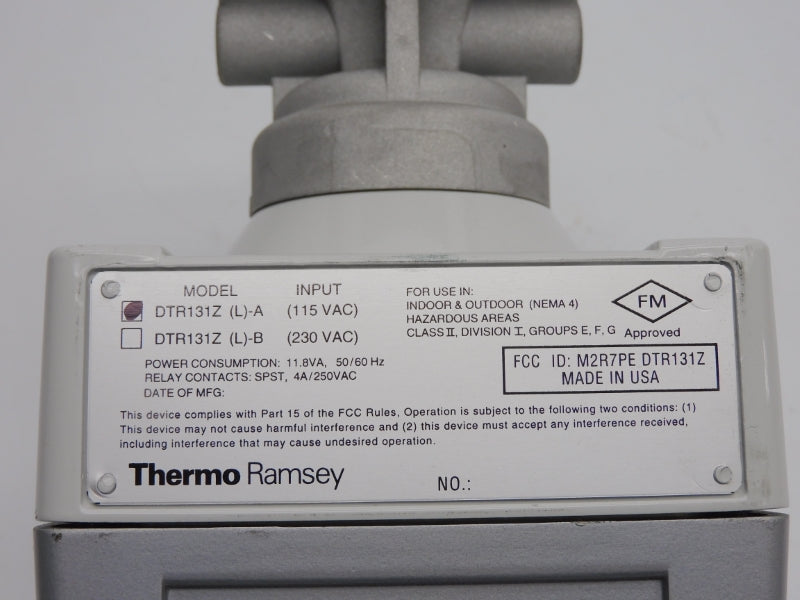 MODEL INPUT
DTR131Z (L)-A (115 VAC)
DTR131Z (L)-B (230 VAC)
POWER CONSUMPTION: 11.8VA, 50/60 Hz
RELAY CONTACTS: SPST, 4A/250VAC
DATE OF MFG:
FOR USE IN:
INDOOR & OUTDOOR (NEMA 4)
HAZARDOUS AREAS
CLASS II, DIVISION I, GROUPS E, F, G
FM
Approved
FCC ID: M2R7PE DTR131Z
MADE IN USA
This device complies with Part 15 of the FCC Rules, Operation is subject to the following two conditions: (1)
This device may not cause harmful interference and (2) this device must accept any interference received,
including interference that may cause undesired operation.
Thermo Ramsey
NO.: